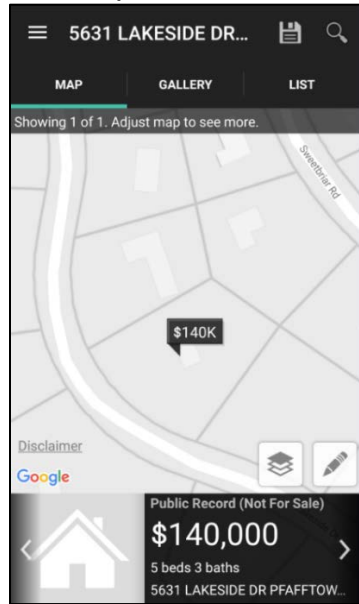 5631 LAKESIDE DR...
MAP
GALLERY
LIST
Showing 1 of 1. Adjust map to see more.
Sweetbriar Rd
$140K
Disclaimer
Google
Public Record (Not For Sale)
$140,000
5 beds 3 baths
5631 LAKESIDE DR PFAFFTOW...